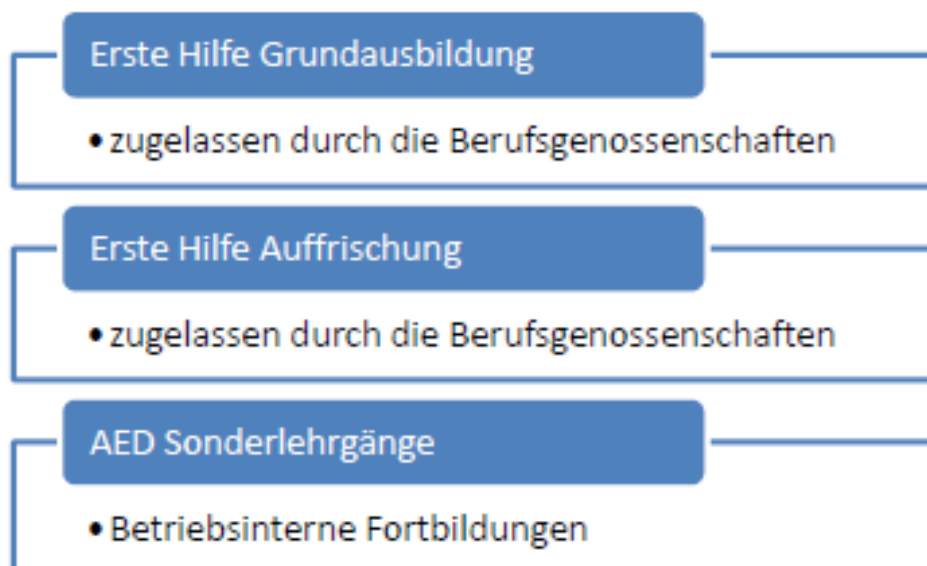 Erste Hilfe Grundausbildung
• zugelassen durch die Berufsgenossenschaften
Erste Hilfe Auffrischung
• zugelassen durch die Berufsgenossenschaften
AED Sonderlehrgänge
• Betriebsinterne Fortbildungen